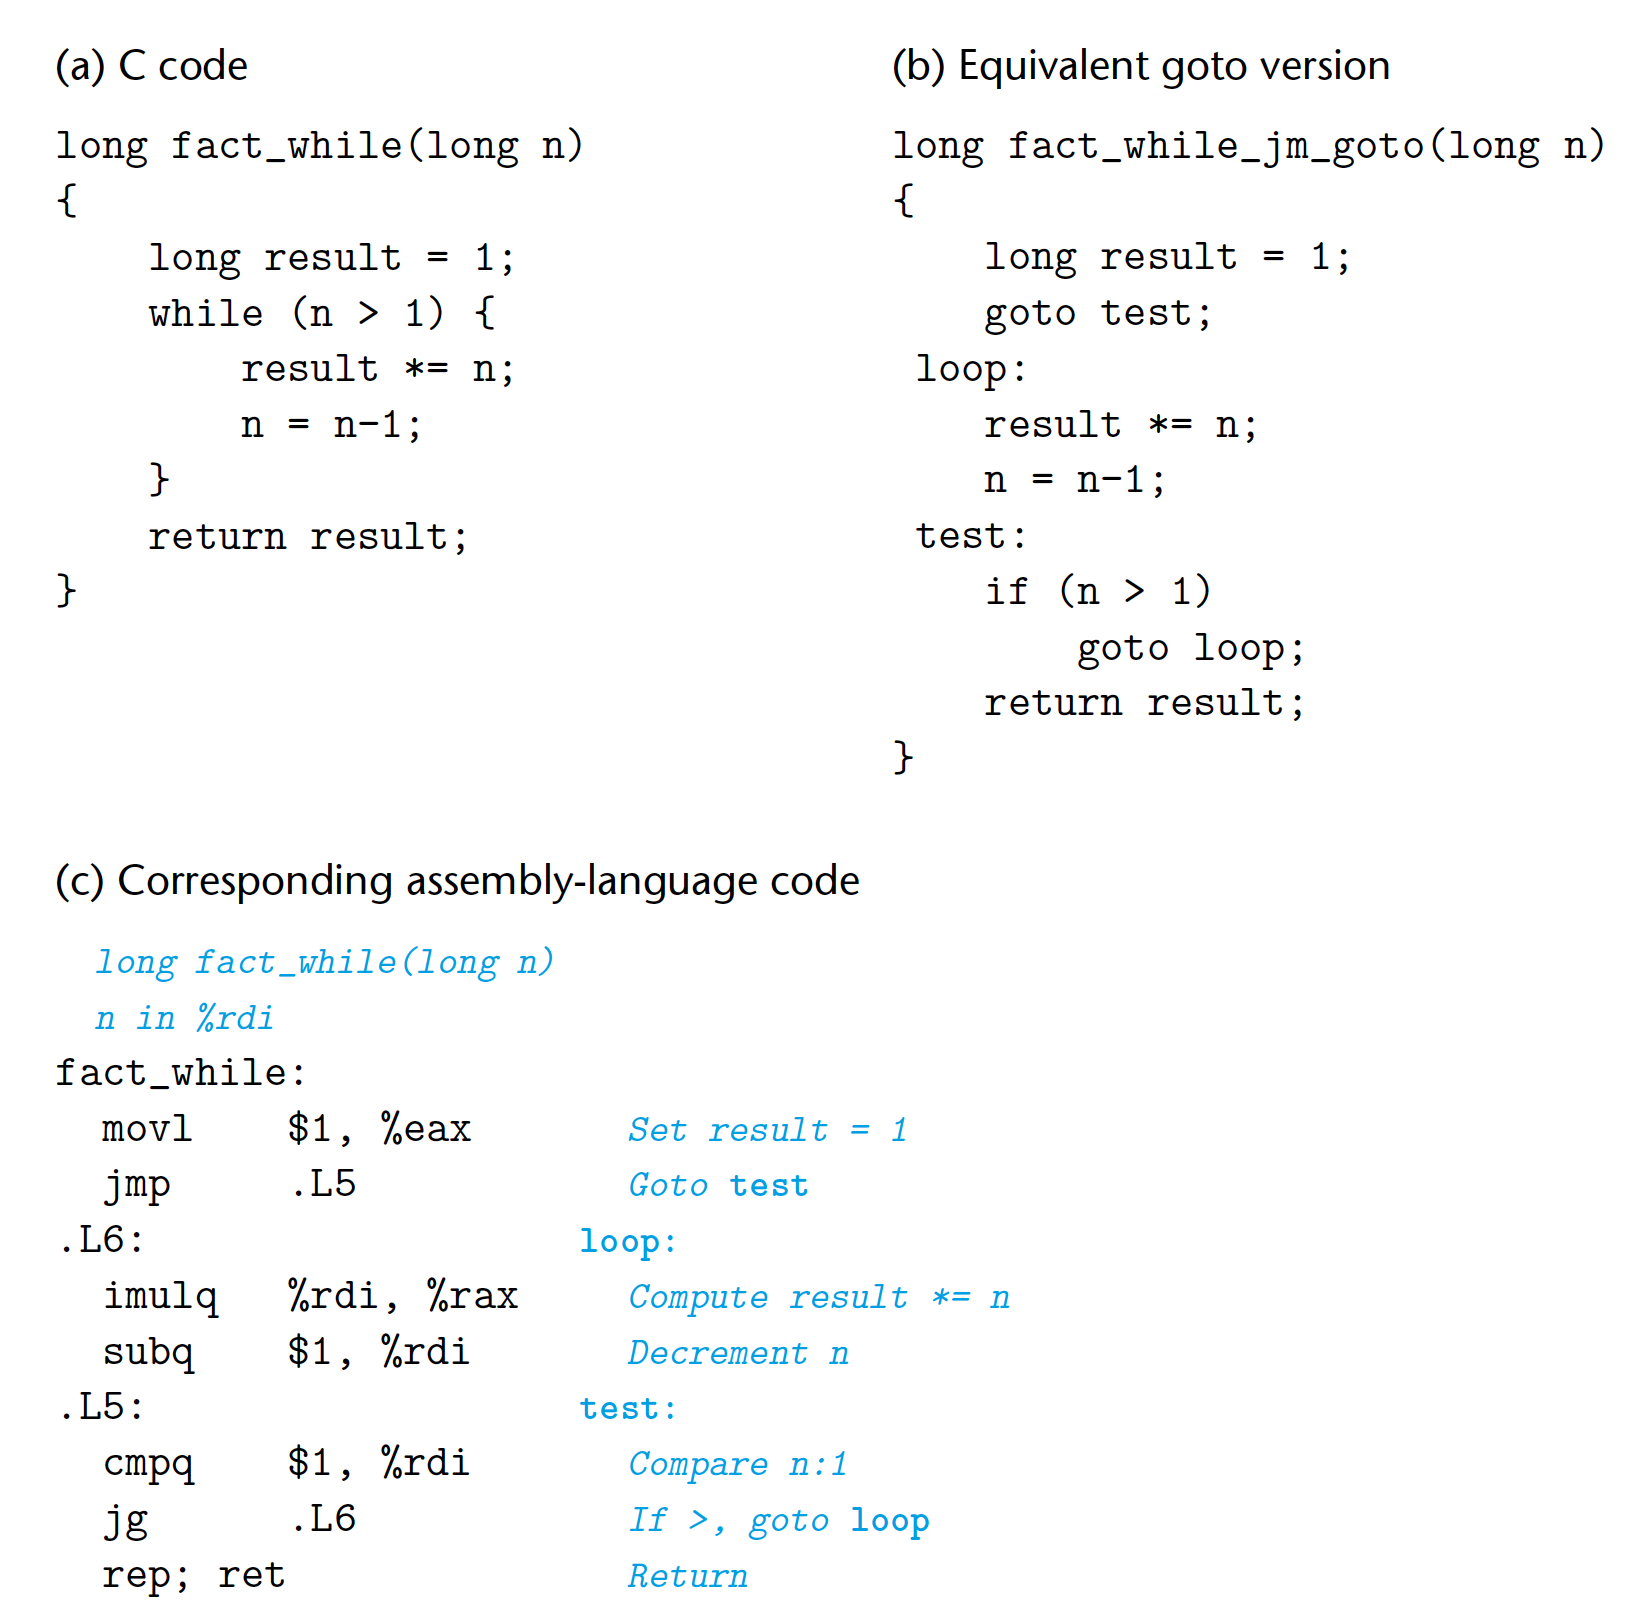 (a) C code
long fact_while(long n)
{
    long result = 1;
    while (n > 1) {
        result *= n;
        n = n-1;
    }
    return result;
}
(b) Equivalent goto version
long fact_while_jm_goto(long n)
{
    long result = 1;
    goto test;
 loop:
    result *= n;
    n = n-1;
 test:
    if (n > 1)
        goto loop;
    return result;
}
(c) Corresponding assembly-language code
long fact_while(long n)
n in %rdi
fact_while:
  movl    $1, %eax    Set result = 1
  jmp     .L5    Goto test
.L6:    loop:
  imulq   %rdi, %rax    Compute result *= n
  subq    $1, %rdi    Decrement n
.L5:    test:
  cmpq    $1, %rdi    Compare n:1
  jg      .L6    If >, goto loop
  rep; ret    Return